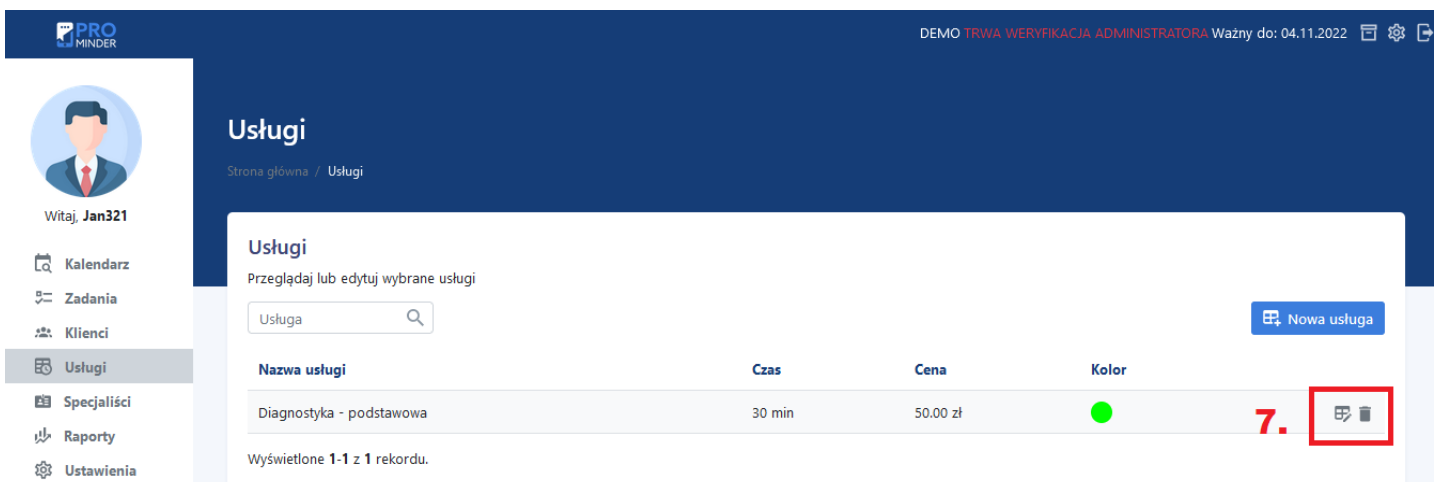 PRO
MINDER
DEMO TRWA WERYFIKACJA ADMINISTRATORA Ważny do: 04.11.2022
Witaj, Jan321
Kalendarz
Zadania
Klienci
Usługi
Specjaliści
Raporty
Ustawienia
Usługi
Strona główna / Usługi
Usługi
Przeglądaj lub edytuj wybrane usługi
Usługa
Nowa usługa
Nazwa usługi Czas Cena Kolor
Diagnostyka - podstawowa 30 min 50.00 zł 7.
Wyświetlone 1-1 z 1 rekordu.